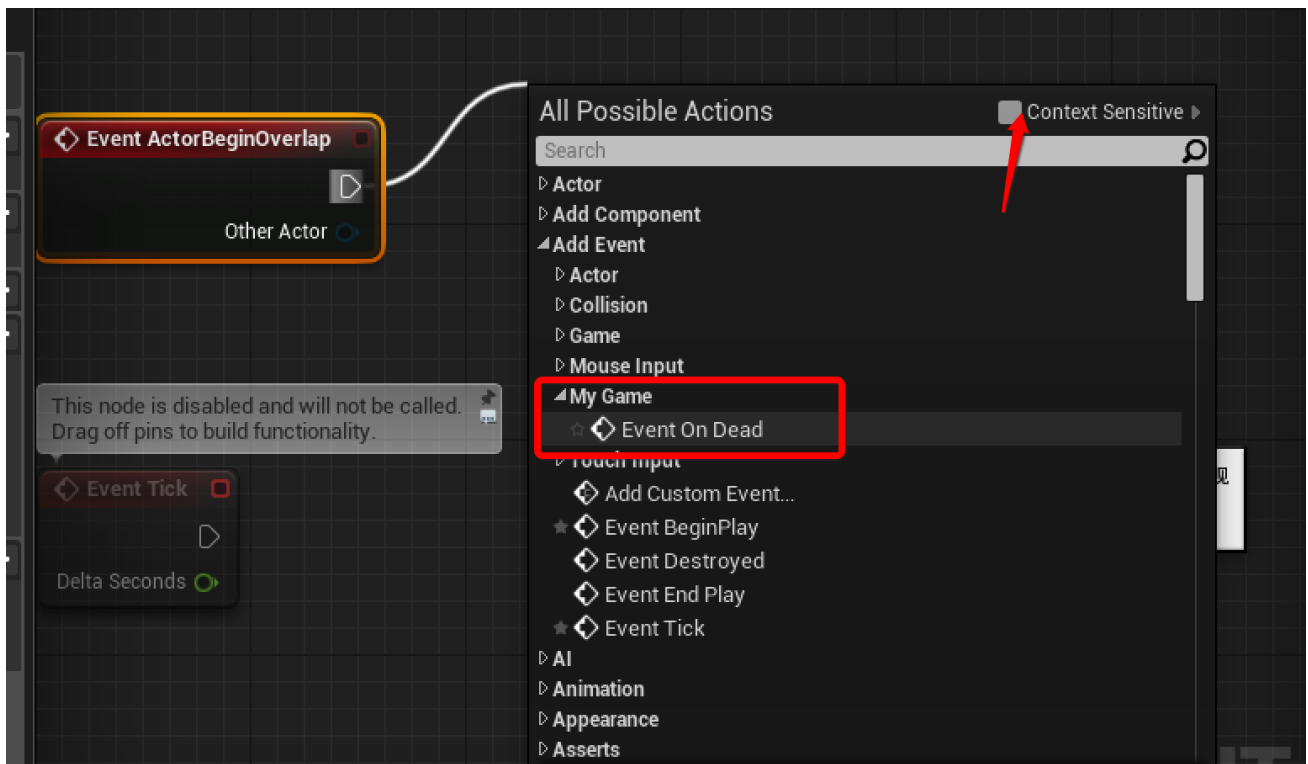 Event ActorBeginOverlap
Other Actor
This node is disabled and will not be called.
Drag off pins to build functionality.
Event Tick
Delta Seconds
All Possible Actions
Context Sensitive
Search
Actor
Add Component
Add Event
Actor
Collision
Game
Mouse Input
My Game
Event On Dead
Touch Input
Add Custom Event...
Event BeginPlay
Event Destroyed
Event End Play
Event Tick
AI
Animation
Appearance
Asserts